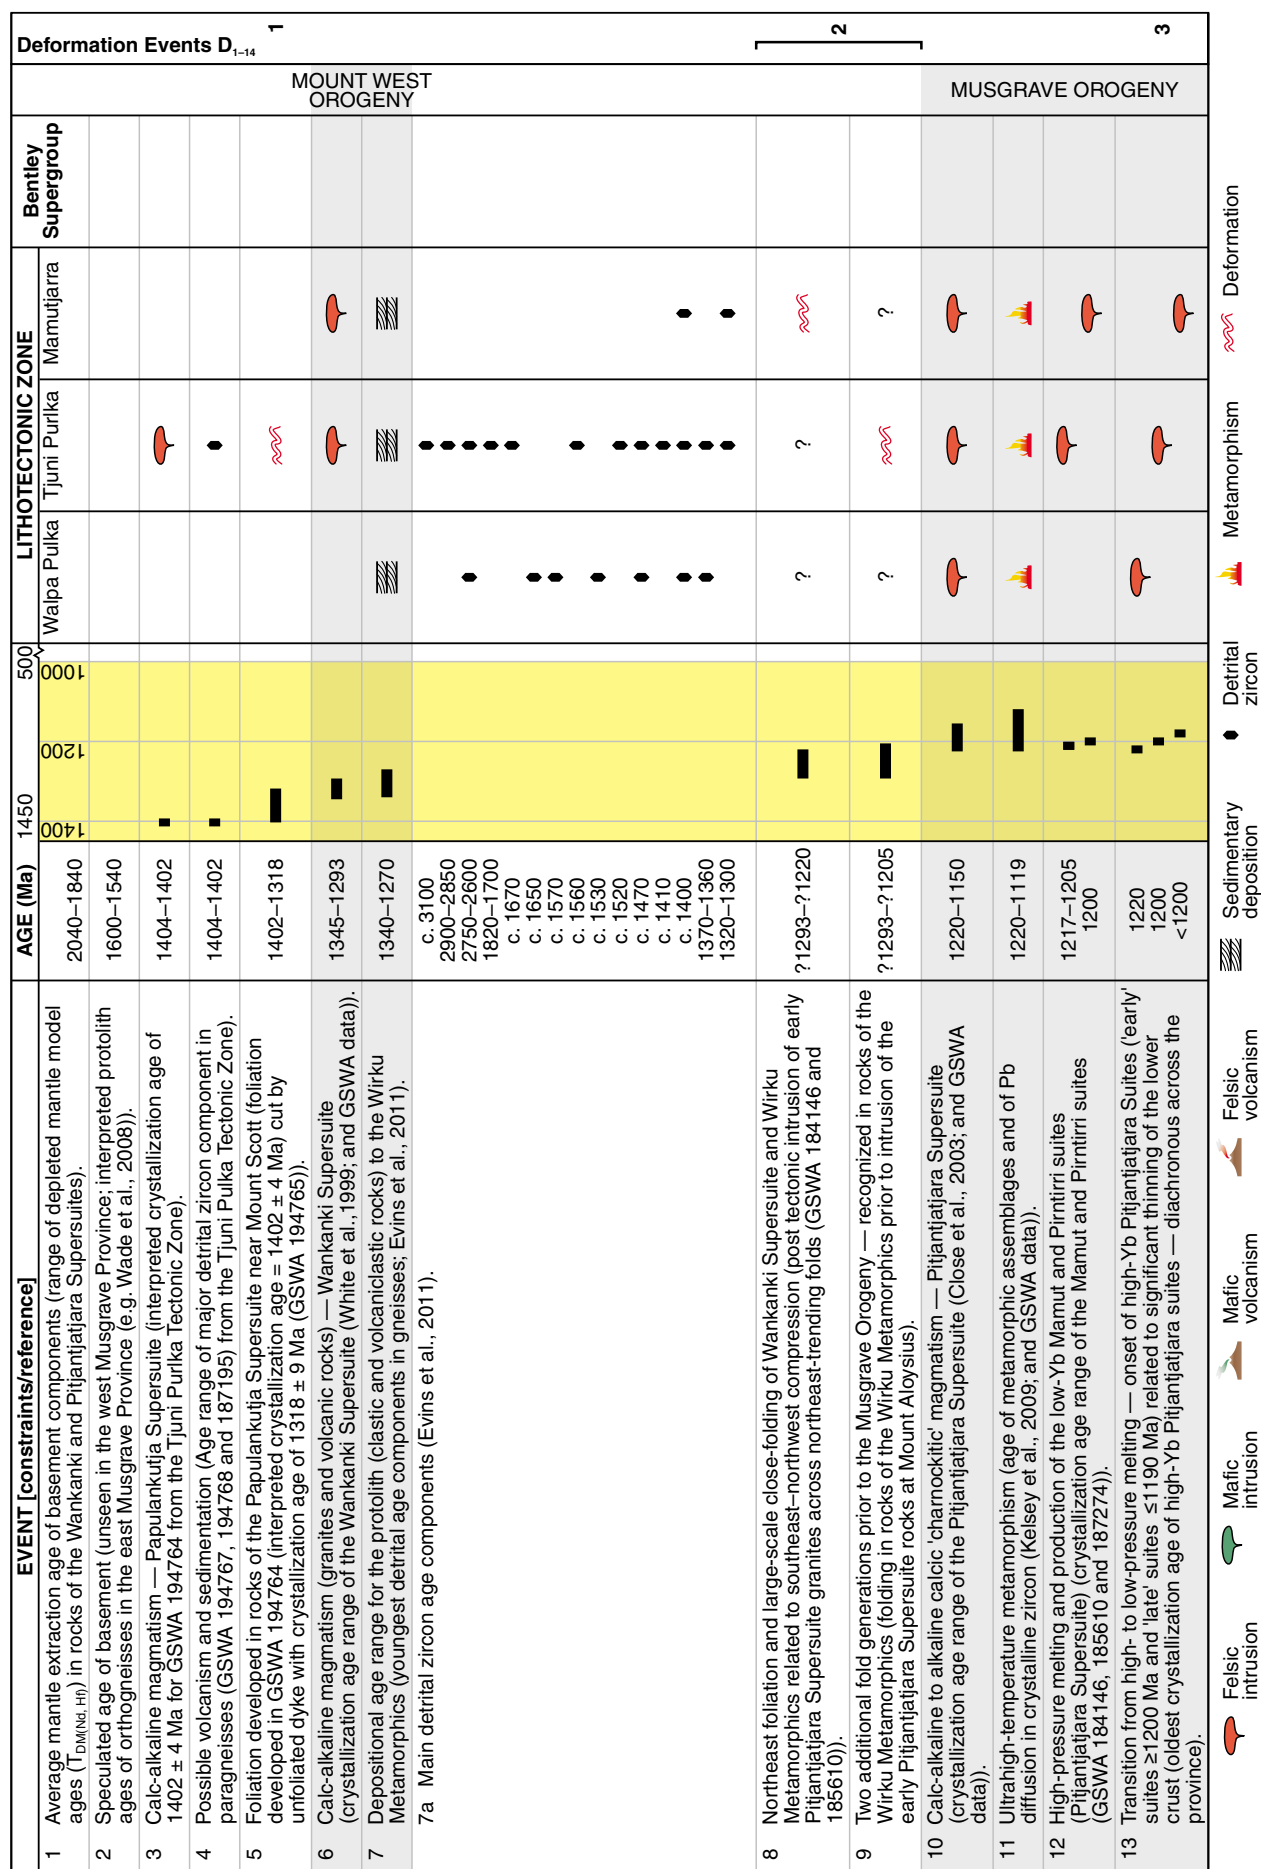 EVENT [constraints/reference]
AGE (Ma)
1450
500
1400
1200
1000
LITHOTECTONIC ZONE
Walpa Pulka
Tjuni Purlka
Mamutjarra
Bentley
Supergroup
Deformation Events D1–14
1
Average mantle extraction age of basement components (range of depleted mantle model
ages (TDM(Nd, Hf)) in rocks of the Wankanki and Pitjantjatjara Supersuites).
2040–1840
2
Speculated age of basement (unseen in the west Musgrave Province; interpreted protolith
ages of orthogneisses in the east Musgrave Province (e.g. Wade et al., 2008)).
1600–1540
3
Calc-alkaline magmatism — Papulankutja Supersuite (interpreted crystallization age of
1402 ± 4 Ma for GSWA 194764 from the Tjuni Purlka Tectonic Zone).
1404–1402
4
Possible volcanism and sedimentation (Age range of major detrital zircon component in
paragneisses (GSWA 194767, 194768 and 187195) from the Tjuni Pulka Tectonic Zone).
1404–1402
5
Foliation developed in rocks of the Papulankutja Supersuite near Mount Scott (foliation
developed in GSWA 194764 (interpreted crystallization age = 1402 ± 4 Ma) cut by
unfoliated dyke with crystallization age of 1318 ± 9 Ma (GSWA 194765)).
1402–1318
1
6
Calc-alkaline magmatism (granites and volcanic rocks) — Wankanki Supersuite
(crystallization age range of the Wankanki Supersuite (White et al.,1999; and GSWA data)).
1345–1293
MOUNT WEST
OROGENY
7
Depositional age range for the protolith (clastic and volcaniclastic rocks) to the Wirku
Metamorphics (youngest detrital age components in gneisses; Evins et al., 2011).
1340–1270
7a Main detrital zircon age components (Evins et al., 2011).
c. 3100
2900–2850
2750–2600
1820–1700
c. 1670
c. 1650
c. 1570
c. 1560
c. 1530
c. 1520
c. 1470
c. 1410
c. 1400
1370–1360
1320–1300
8
Northeast foliation and large-scale close-folding of Wankanki Supersuite and Wirku
Metamorphics related to southeast–northwest compression (post tectonic intrusion of early
Pitjantjatjara Supersuite granites across northeast-trending folds (GSWA 184146 and
185610)).
?1293–?1220
?
?
2
9
Two additional fold generations prior to the Musgrave Orogeny — recognized in rocks of the
Wirku Metamorphics (folding in rocks of the Wirku Metamorphics prior to intrusion of the
early Pitjantjatjara Supersuite rocks at Mount Aloysius).
?1293–?1205
?
?
10
Calc-alkaline to alkaline calcic 'charnockitic' magmatism — Pitjantjatjara Supersuite
(crystallization age range of the Pitjantjatjara Supersuite (Close et al., 2003; and GSWA
data)).
1220–1150
MUSGRAVE OROGENY
11
Ultrahigh-temperature metamorphism (age of metamorphic assemblages and of Pb
diffusion in crystalline zircon (Kelsey et al., 2009; and GSWA data)).
1220–1119
12
High-pressure melting and production of the low-Yb Mamut and Pirntirri suites
(Pitjantjatjara Supersuite) (crystallization age range of the Mamut and Pirntirri suites
(GSWA 184146, 185610 and 187274)).
1217–1205
1200
13
Transition from high- to low-pressure melting — onset of high-Yb Pitjantjatjara Suites ('early'
suites ≥1200 Ma and 'late' suites ≤1190 Ma) related to significant thinning of the lower
crust (oldest crystallization age of high-Yb Pitjantjatjara suites — diachronous across the
province).
1220
1200
<1200
3
Felsic
intrusion
Mafic
intrusion
Mafic
volcanism
Felsic
volcanism
Sedimentary
deposition
Detrital
zircon
Metamorphism
Deformation